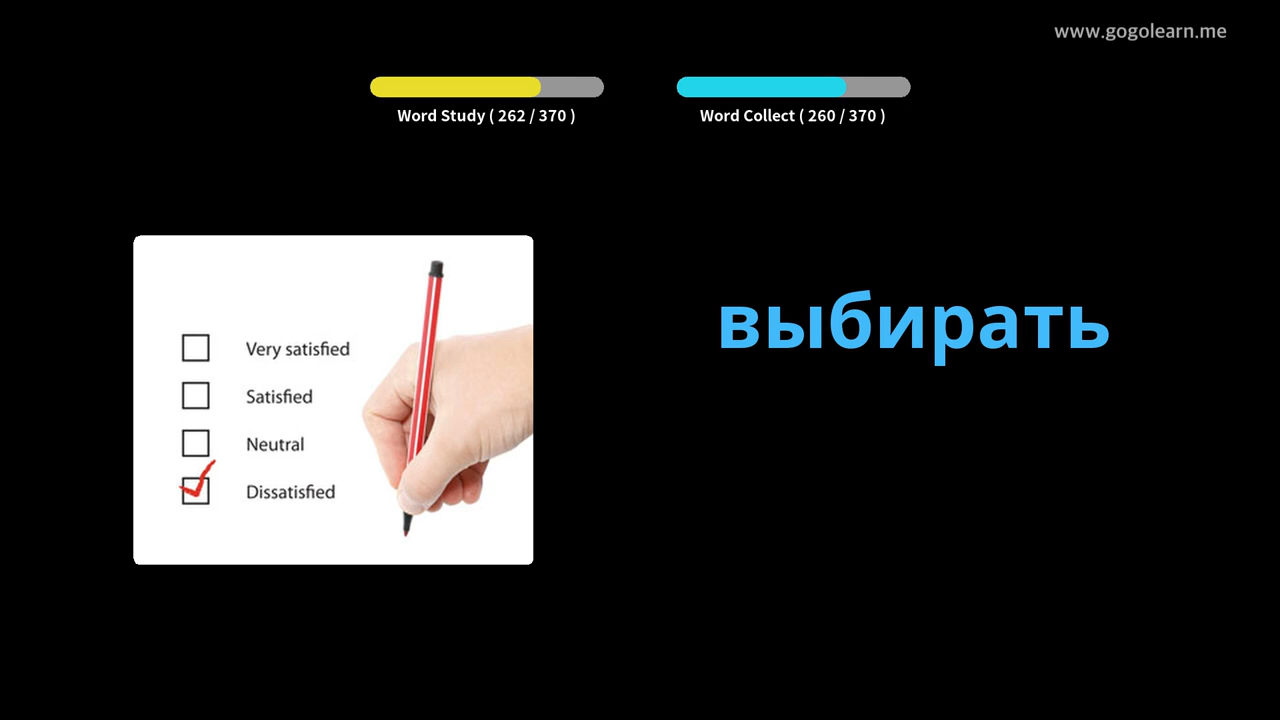 www.gogolearn.me
Word Study ( 262 / 370 )
Word Collect ( 260 / 370 )
Very satisfied
Satisfied
Neutral
Dissatisfied
выбирать